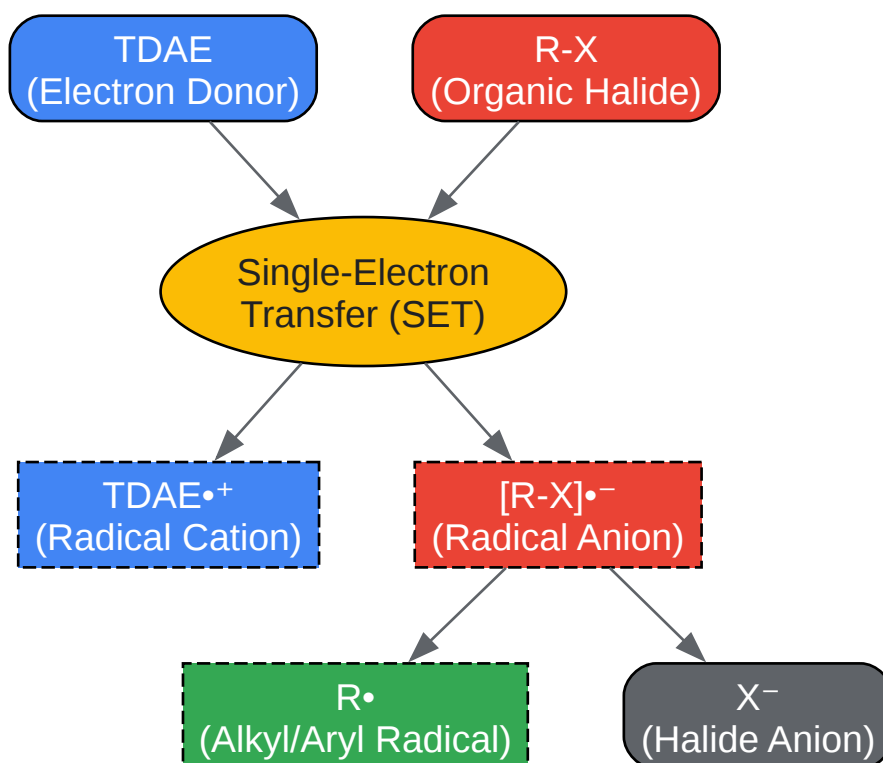 TDAE
(Electron Donor)
R-X
(Organic Halide)
Single-Electron
Transfer (SET)
TDAE•⁺
(Radical Cation)
[R-X]•⁻
(Radical Anion)
R•
(Alkyl/Aryl Radical)
X⁻
(Halide Anion)